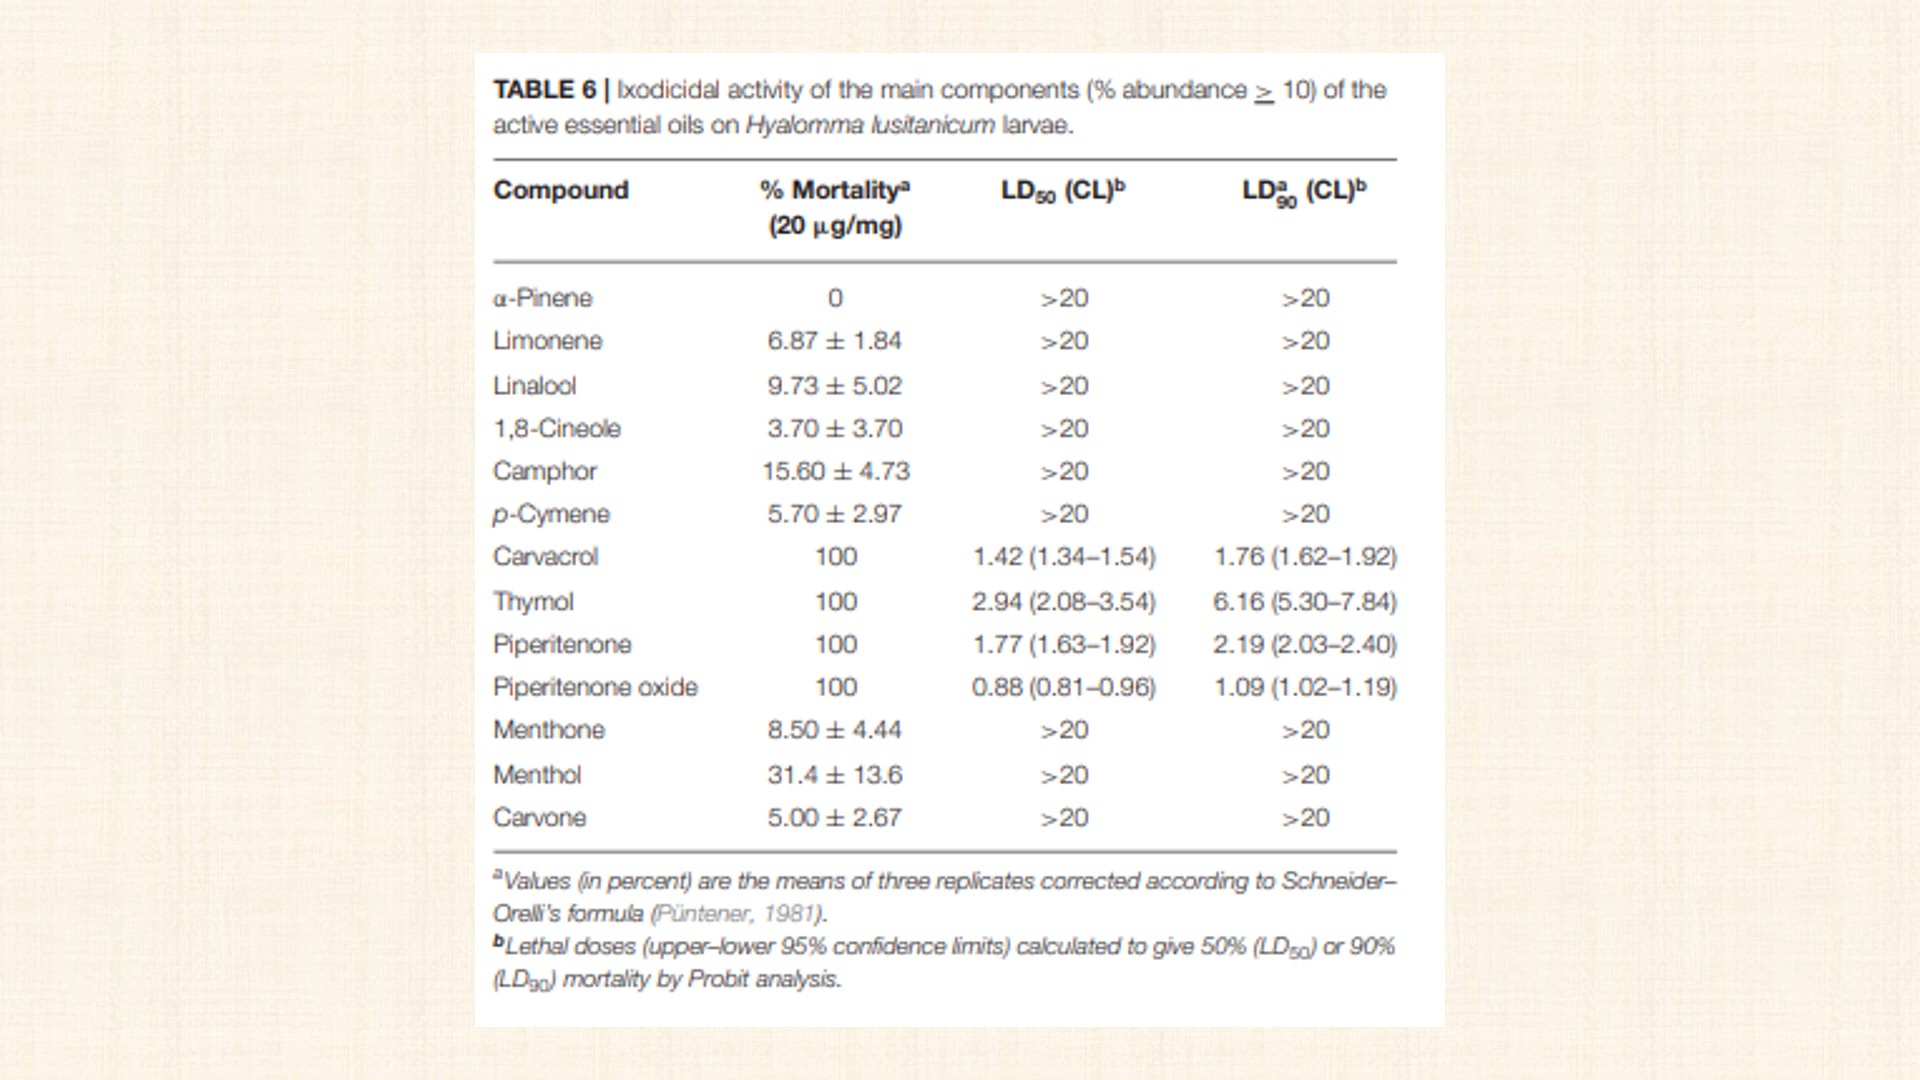 TABLE 6 | Ixodicidal activity of the main components (% abundance ≥ 10) of the
active essential oils on Hyalomma lusitanicum larvae.
Compound % Mortalityᵃ LD₅₀ (CL)ᵇ LDᵃ₉₀ (CL)ᵇ
(20 μg/mg)
α-Pinene 0 >20 >20
Limonene 6.87 ± 1.84 >20 >20
Linalool 9.73 ± 5.02 >20 >20
1,8-Cineole 3.70 ± 3.70 >20 >20
Camphor 15.60 ± 4.73 >20 >20
p-Cymene 5.70 ± 2.97 >20 >20
Carvacrol 100 1.42 (1.34–1.54) 1.76 (1.62–1.92)
Thymol 100 2.94 (2.08–3.54) 6.16 (5.30–7.84)
Piperitenone 100 1.77 (1.63–1.92) 2.19 (2.03–2.40)
Piperitenone oxide 100 0.88 (0.81–0.96) 1.09 (1.02–1.19)
Menthone 8.50 ± 4.44 >20 >20
Menthol 31.4 ± 13.6 >20 >20
Carvone 5.00 ± 2.67 >20 >20
ᵃValues (in percent) are the means of three replicates corrected according to Schneider–
Orelli's formula (Püntener, 1981).
ᵇLethal doses (upper–lower 95% confidence limits) calculated to give 50% (LD₅₀) or 90%
(LD₉₀) mortality by Probit analysis.